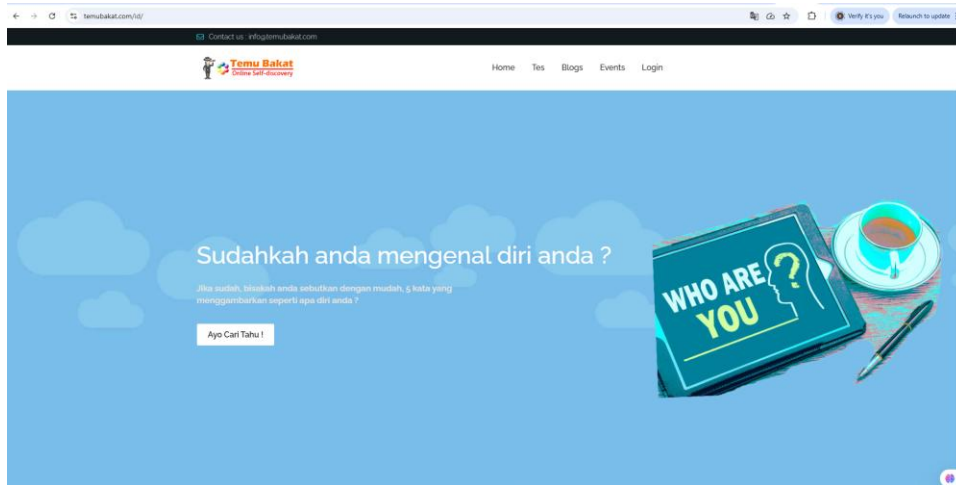 temubakat.com/id/
Verify it's you
Relaunch to update
Contact us : info@temubakat.com
Temu Bakat
Online Self-discovery
Home Tes Blogs Events Login
Sudahkah anda mengenal diri anda ?
Jika sudah, bisakah anda sebutkan dengan mudah, 5 kata yang
menggambarkan seperti apa diri anda ?
Ayo Cari Tahu !
WHO ARE
YOU
?